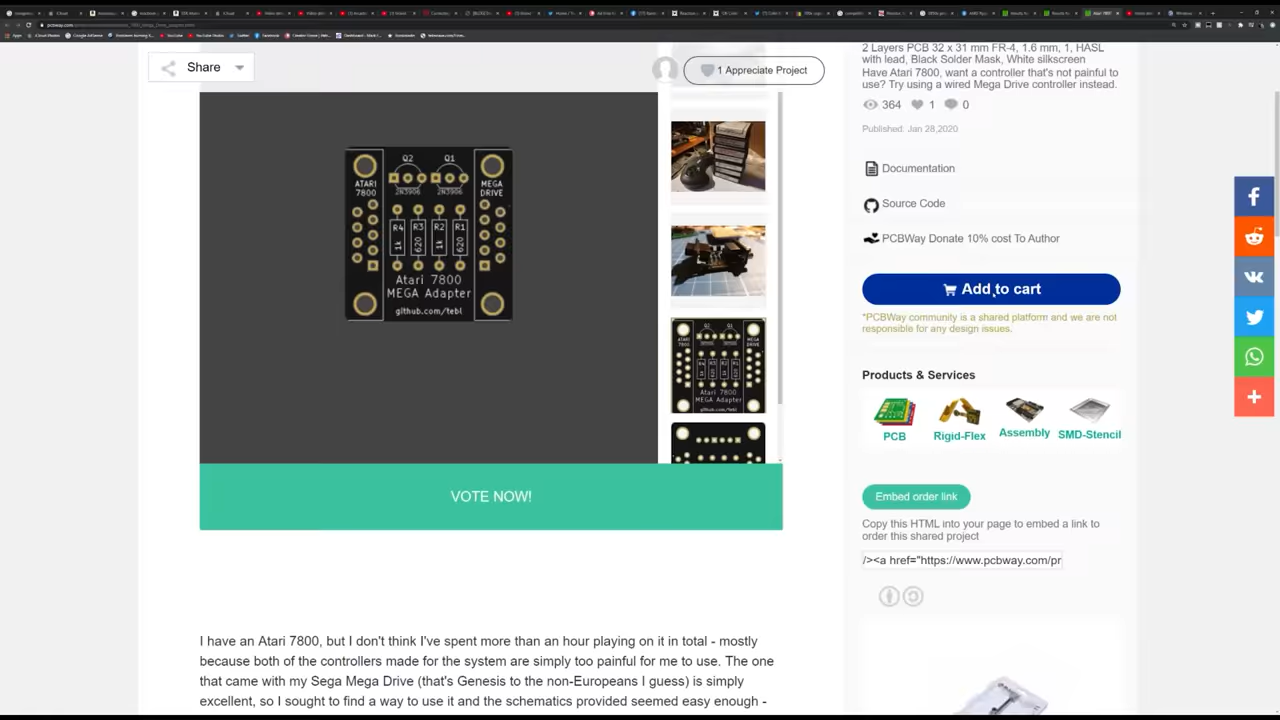 Share
1 Appreciate Project
Q2 Q1
2N3906 2N3906
ATARI
7800
MEGA
DRIVE
R4 R3 R2 R1
1k 620 1k 620
Atari 7800
MEGA Adapter
github.com/tebl
VOTE NOW!
I have an Atari 7800, but I don't think I've spent more than an hour playing on it in total - mostly
because both of the controllers made for the system are simply too painful for me to use. The one
that came with my Sega Mega Drive (that's Genesis to the non-Europeans I guess) is simply
excellent, so I sought to find a way to use it and the schematics provided seemed easy enough -
2 Layers PCB 32 x 31 mm FR-4, 1.6 mm, 1, HASL
with lead, Black Solder Mask, White silkscreen
Have Atari 7800, want a controller that's not painful to
use? Try using a wired Mega Drive controller instead.
364 1 0
Published: Jan 28,2020
Documentation
Source Code
PCBWay Donate 10% cost To Author
Add to cart
*PCBWay community is a shared platform and we are not
responsible for any design issues.
Products & Services
PCB Rigid-Flex Assembly SMD-Stencil
Embed order link
Copy this HTML into your page to embed a link to
order this shared project
/><a href="https://www.pcbway.com/pr